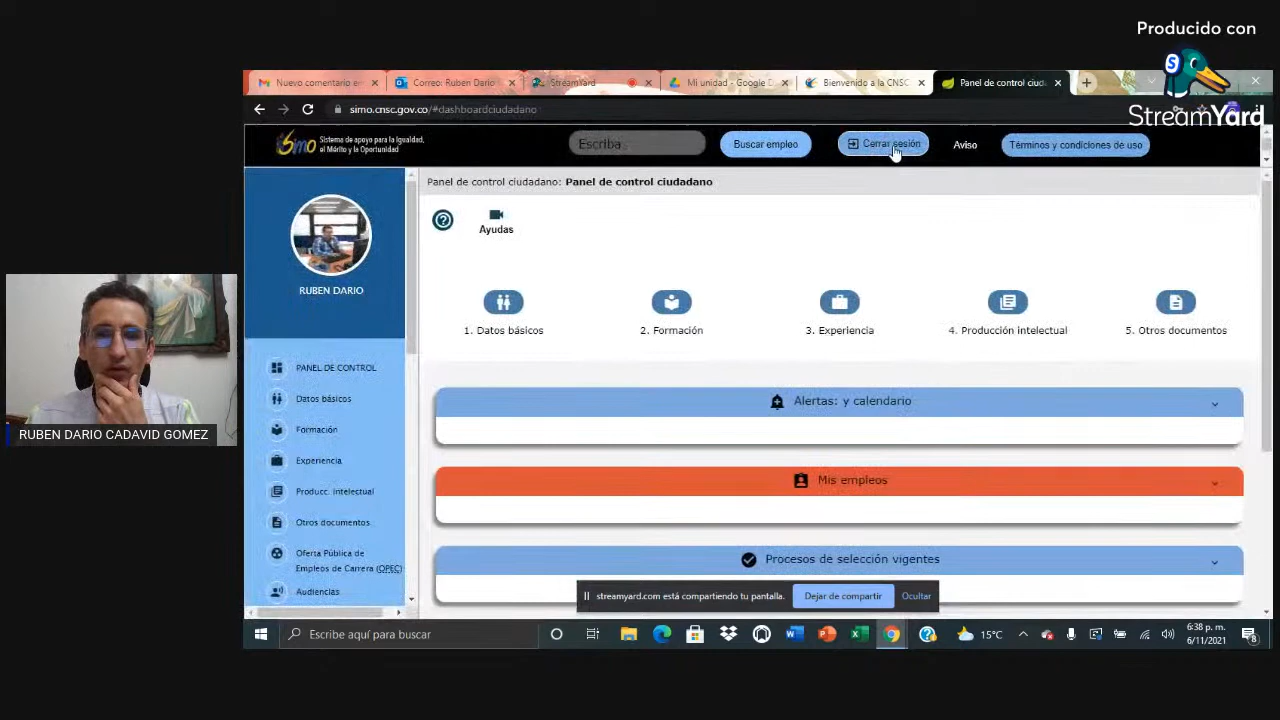 Producido con
StreamYard
Nuevo comentario en
Correo: Ruben Dario
StreamYard
Mi unidad - Google D
Bienvenido a la CNSC
Panel de control ciuda
simo.cnsc.gov.co/#dashboardciudadano
Simo
Sistema de apoyo para la Igualdad,
el Mérito y la Oportunidad
Escriba
Buscar empleo
Cerrar sesión
Aviso
Términos y condiciones de uso
Panel de control ciudadano: Panel de control ciudadano
Ayudas
RUBEN DARIO
1. Datos básicos
2. Formación
3. Experiencia
4. Producción intelectual
5. Otros documentos
PANEL DE CONTROL
Datos básicos
Formación
Experiencia
Producc. intelectual
Otros documentos
Oferta Pública de
Empleos de Carrera (OPEC)
Audiencias
Alertas: y calendario
Mis empleos
Procesos de selección vigentes
RUBEN DARIO CADAVID GOMEZ
streamyard.com está compartiendo tu pantalla.
Dejar de compartir
Ocultar
Escribe aquí para buscar
15°C
6:38 p. m.
6/11/2021
8